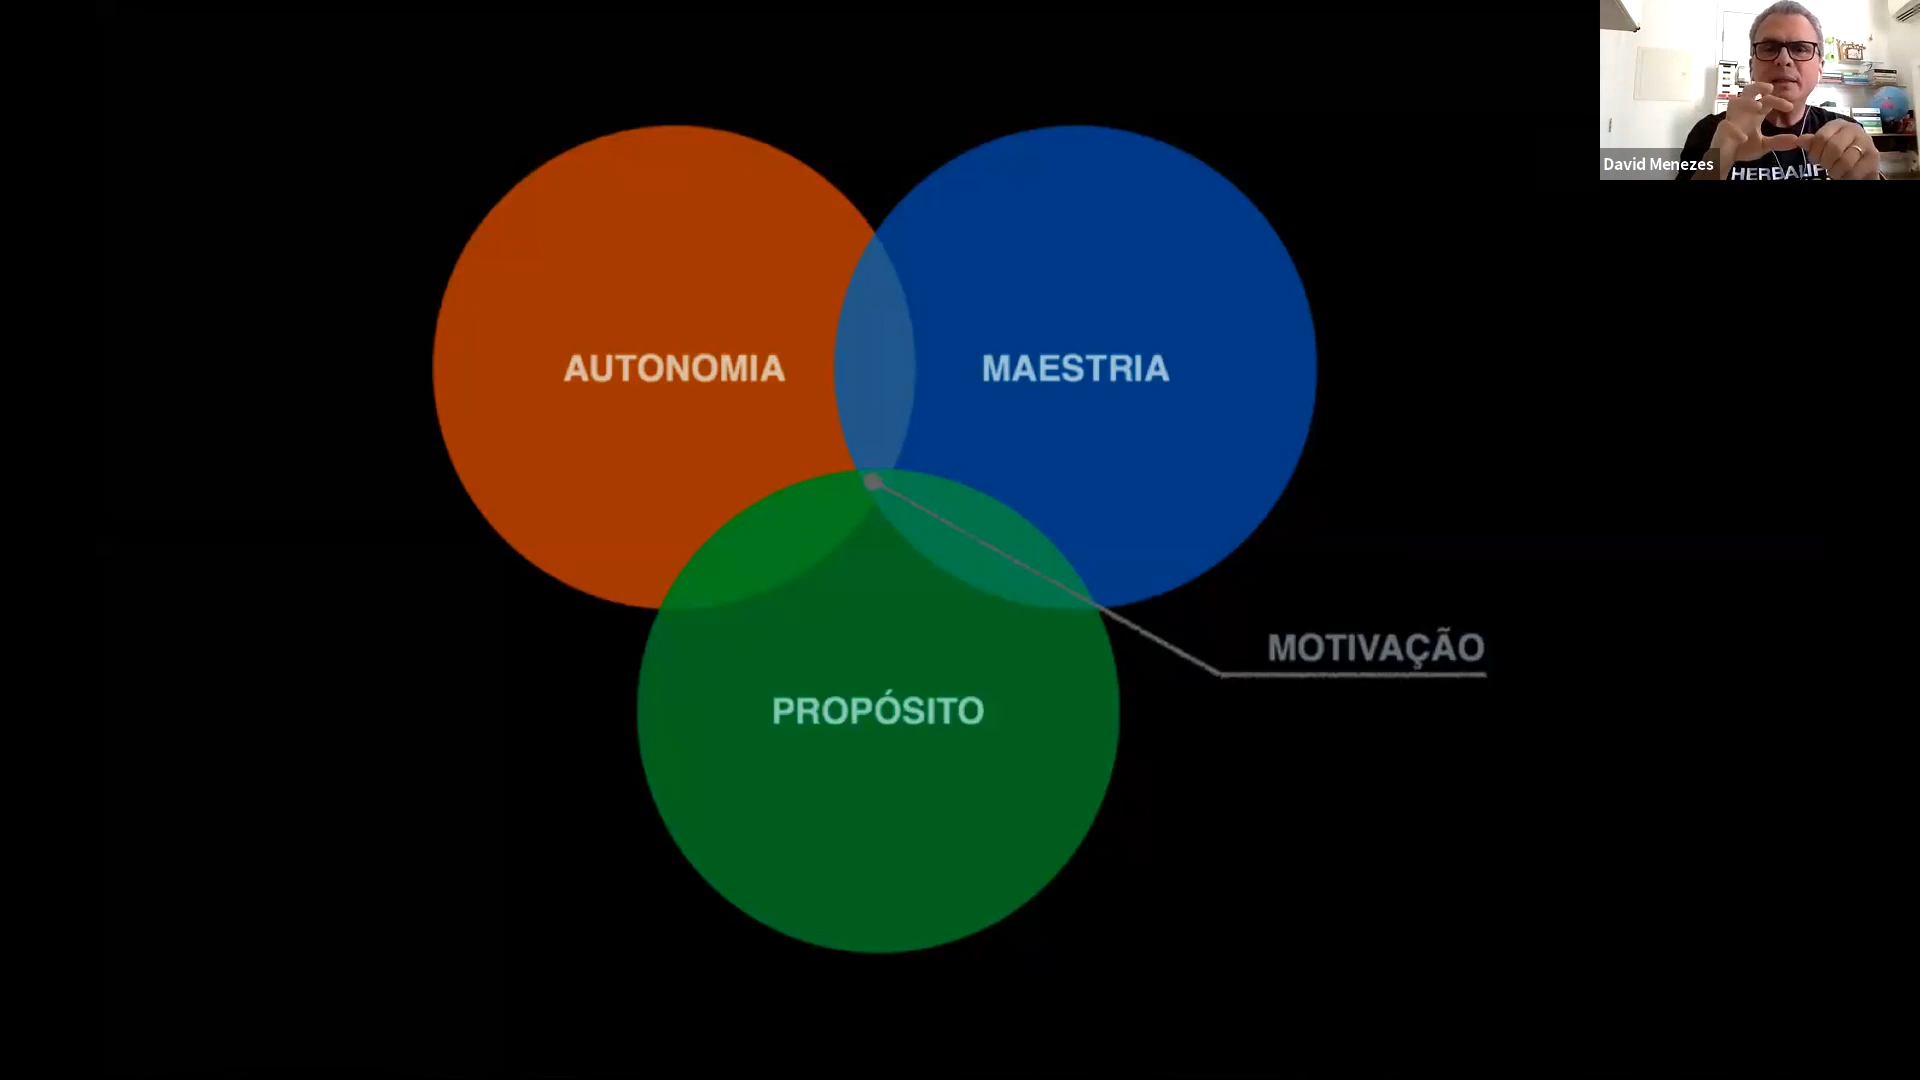 AUTONOMIA
MAESTRIA
PROPÓSITO
MOTIVAÇÃO
David Menezes